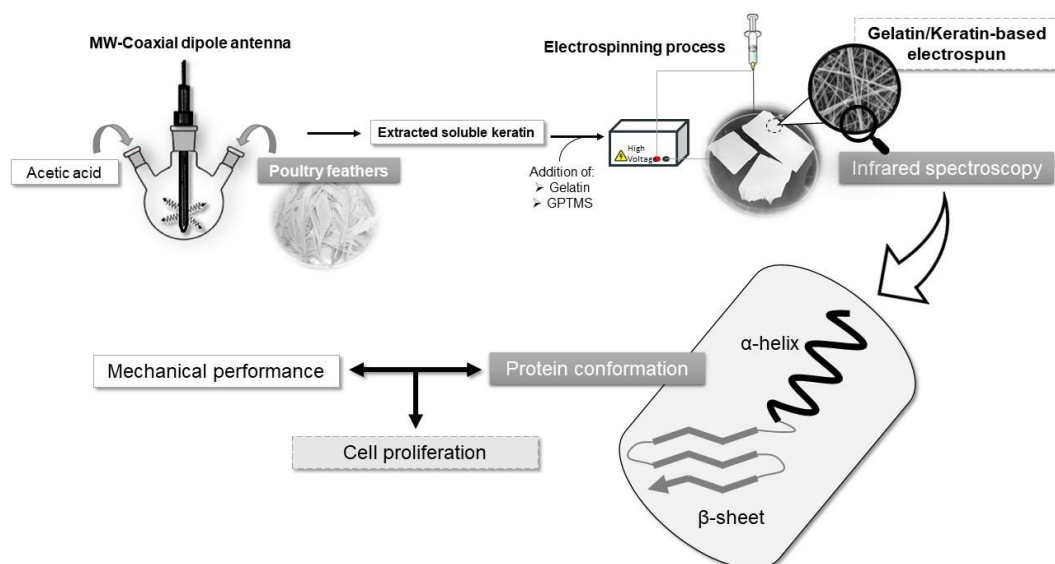 MW-Coaxial dipole antenna
Acetic acid
Poultry feathers
Extracted soluble keratin
Addition of:
➢ Gelatin
➢ GPTMS
Electrospinning process
High
Voltage
Gelatin/Keratin-based
electrospun
Infrared spectroscopy
α-helix
β-sheet
Protein conformation
Mechanical performance
Cell proliferation